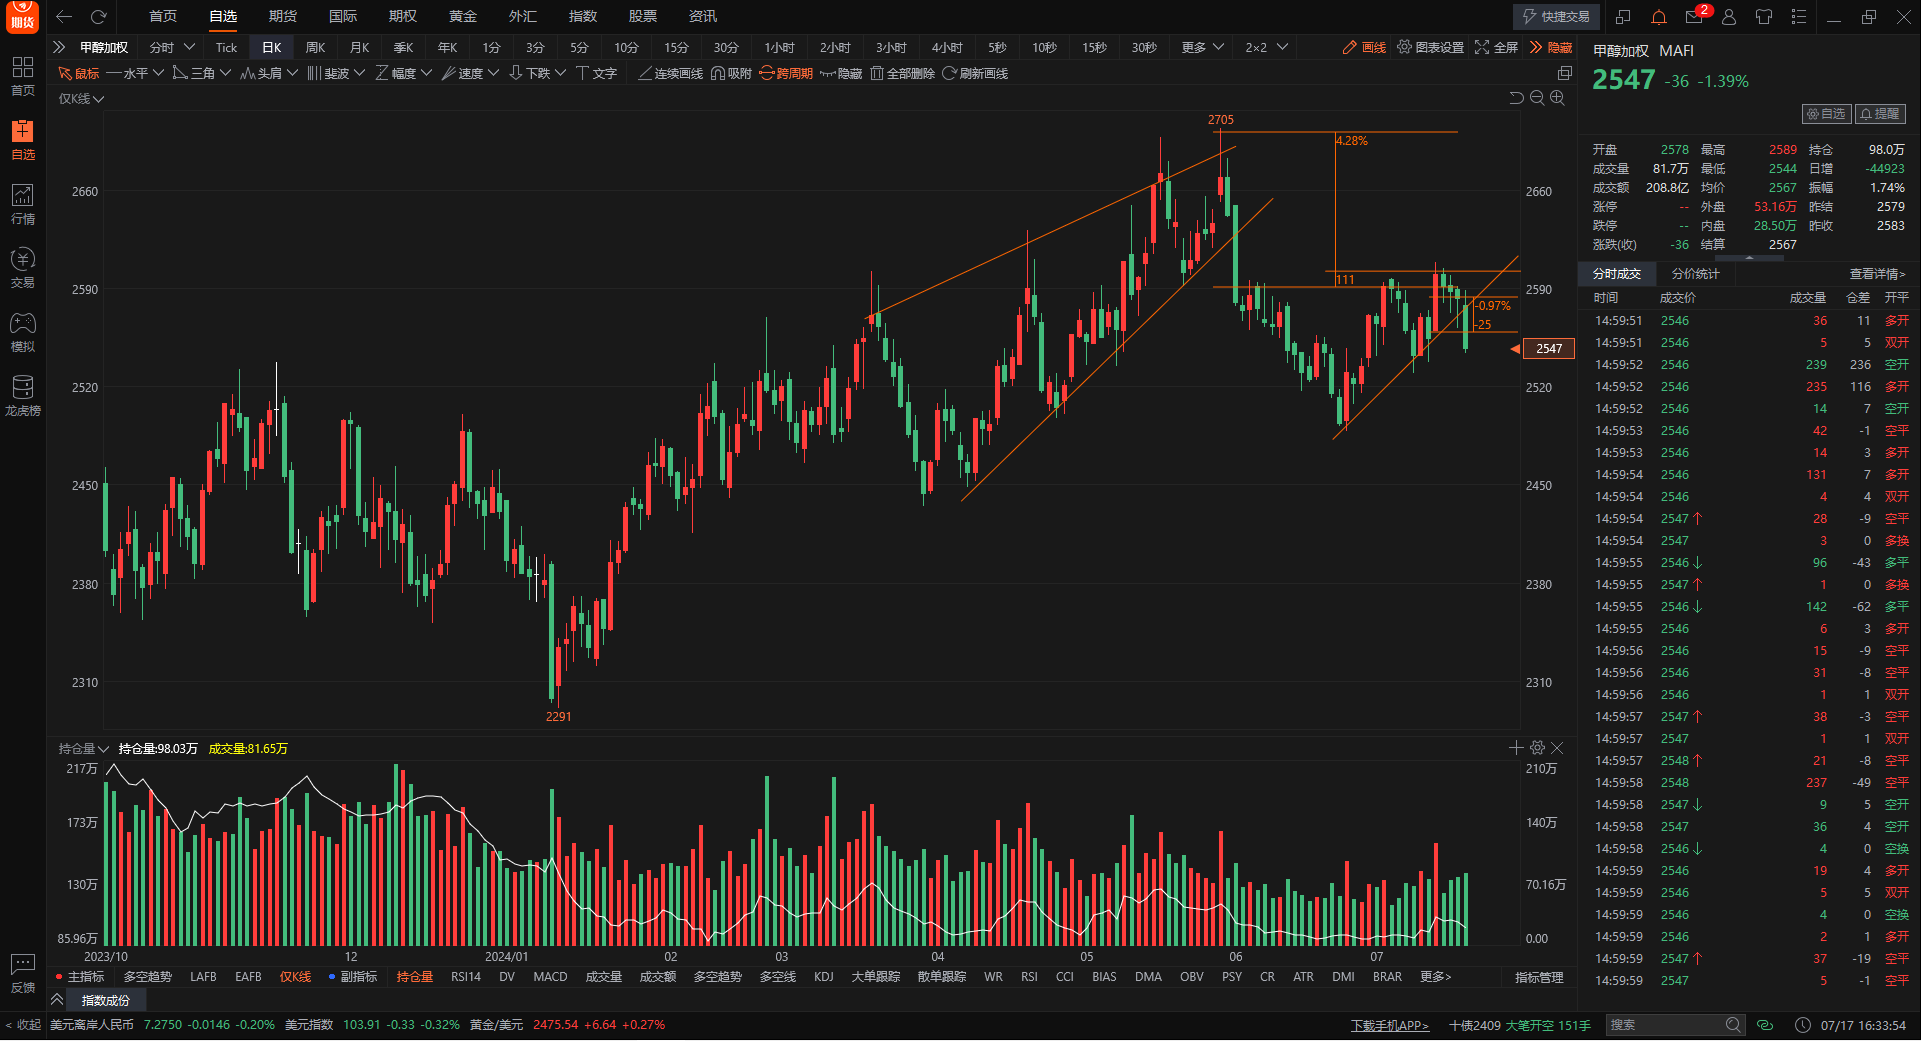 期货 首页 自选 期货 国际 期权 黄金 外汇 指数 股票 资讯 快捷交易 2
甲醇加权 分时 Tick 日K 周K 月K 季K 年K 1分 3分 5分 10分 15分 30分 1小时 2小时 3小时 4小时 5秒 10秒 15秒 30秒 更多 2×2 画线 图表设置 全屏 隐藏
鼠标 水平 三角 头肩 斐波 幅度 速度 下跌 文字 连续画线 吸附 跨周期 隐藏 全部删除 刷新画线
仅K线
首页
自选
行情
交易
模拟
龙虎榜
反馈
2705
4.28%
111
-0.97%
-25
2291
2660 2660
2590 2590
2520 2520
2450 2450
2380 2380
2310 2310
2547
持仓量 持仓量:98.03万 成交量:81.65万
217万 210万
173万 140万
130万 70.16万
85.96万 0.00
2023/10 12 2024/01 02 03 04 05 06 07
主指标 多空趋势 LAFB EAFB 仅K线 副指标 持仓量 RSI14 DV MACD 成交量 成交额 多空趋势 多空线 KDJ 大单跟踪 散单跟踪 WR RSI CCI BIAS DMA OBV PSY CR ATR DMI BRAR 更多> 指标管理
指数成份
甲醇加权 MAFI
2547 -36 -1.39%
自选 提醒
开盘 2578 最高 2589 持仓 98.0万
成交量 81.7万 最低 2544 日增 -44923
成交额 208.8亿 均价 2567 振幅 1.74%
涨停 -- 外盘 53.16万 昨结 2579
跌停 -- 内盘 28.50万 昨收 2583
涨跌(收) -36 结算 2567
分时成交 分价统计 查看详情>
时间 成交价 成交量 仓差 开平
14:59:51 2546 36 11 多开
14:59:51 2546 5 5 双开
14:59:52 2546 239 236 空开
14:59:52 2546 235 116 多开
14:59:52 2546 14 7 空开
14:59:53 2546 42 -1 空平
14:59:53 2546 14 3 多开
14:59:54 2546 131 7 多开
14:59:54 2546 4 4 双开
14:59:54 2547↑ 28 -9 空平
14:59:54 2547 3 0 多换
14:59:55 2546↓ 96 -43 多平
14:59:55 2547↑ 1 0 多换
14:59:55 2546↓ 142 -62 多平
14:59:55 2546 6 3 多开
14:59:56 2546 15 -9 空平
14:59:56 2546 31 -8 空平
14:59:56 2546 1 1 双开
14:59:57 2547↑ 38 -3 空平
14:59:57 2547 1 1 双开
14:59:57 2548↑ 21 -8 空平
14:59:58 2548 237 -49 空平
14:59:58 2547↓ 9 5 空开
14:59:58 2547 36 4 空开
14:59:58 2546↓ 4 0 空换
14:59:59 2546 19 4 多开
14:59:59 2546 5 5 双开
14:59:59 2546 4 0 空换
14:59:59 2546 2 1 多开
14:59:59 2547↑ 37 -19 空平
14:59:59 2547 5 -1 空平
< 收起 美元离岸人民币 7.2750 -0.0146 -0.20% 美元指数 103.91 -0.33 -0.32% 黄金/美元 2475.54 +6.64 +0.27% 下载手机APP> 十债2409 大笔开空 151手 搜索 07/17 16:33:54